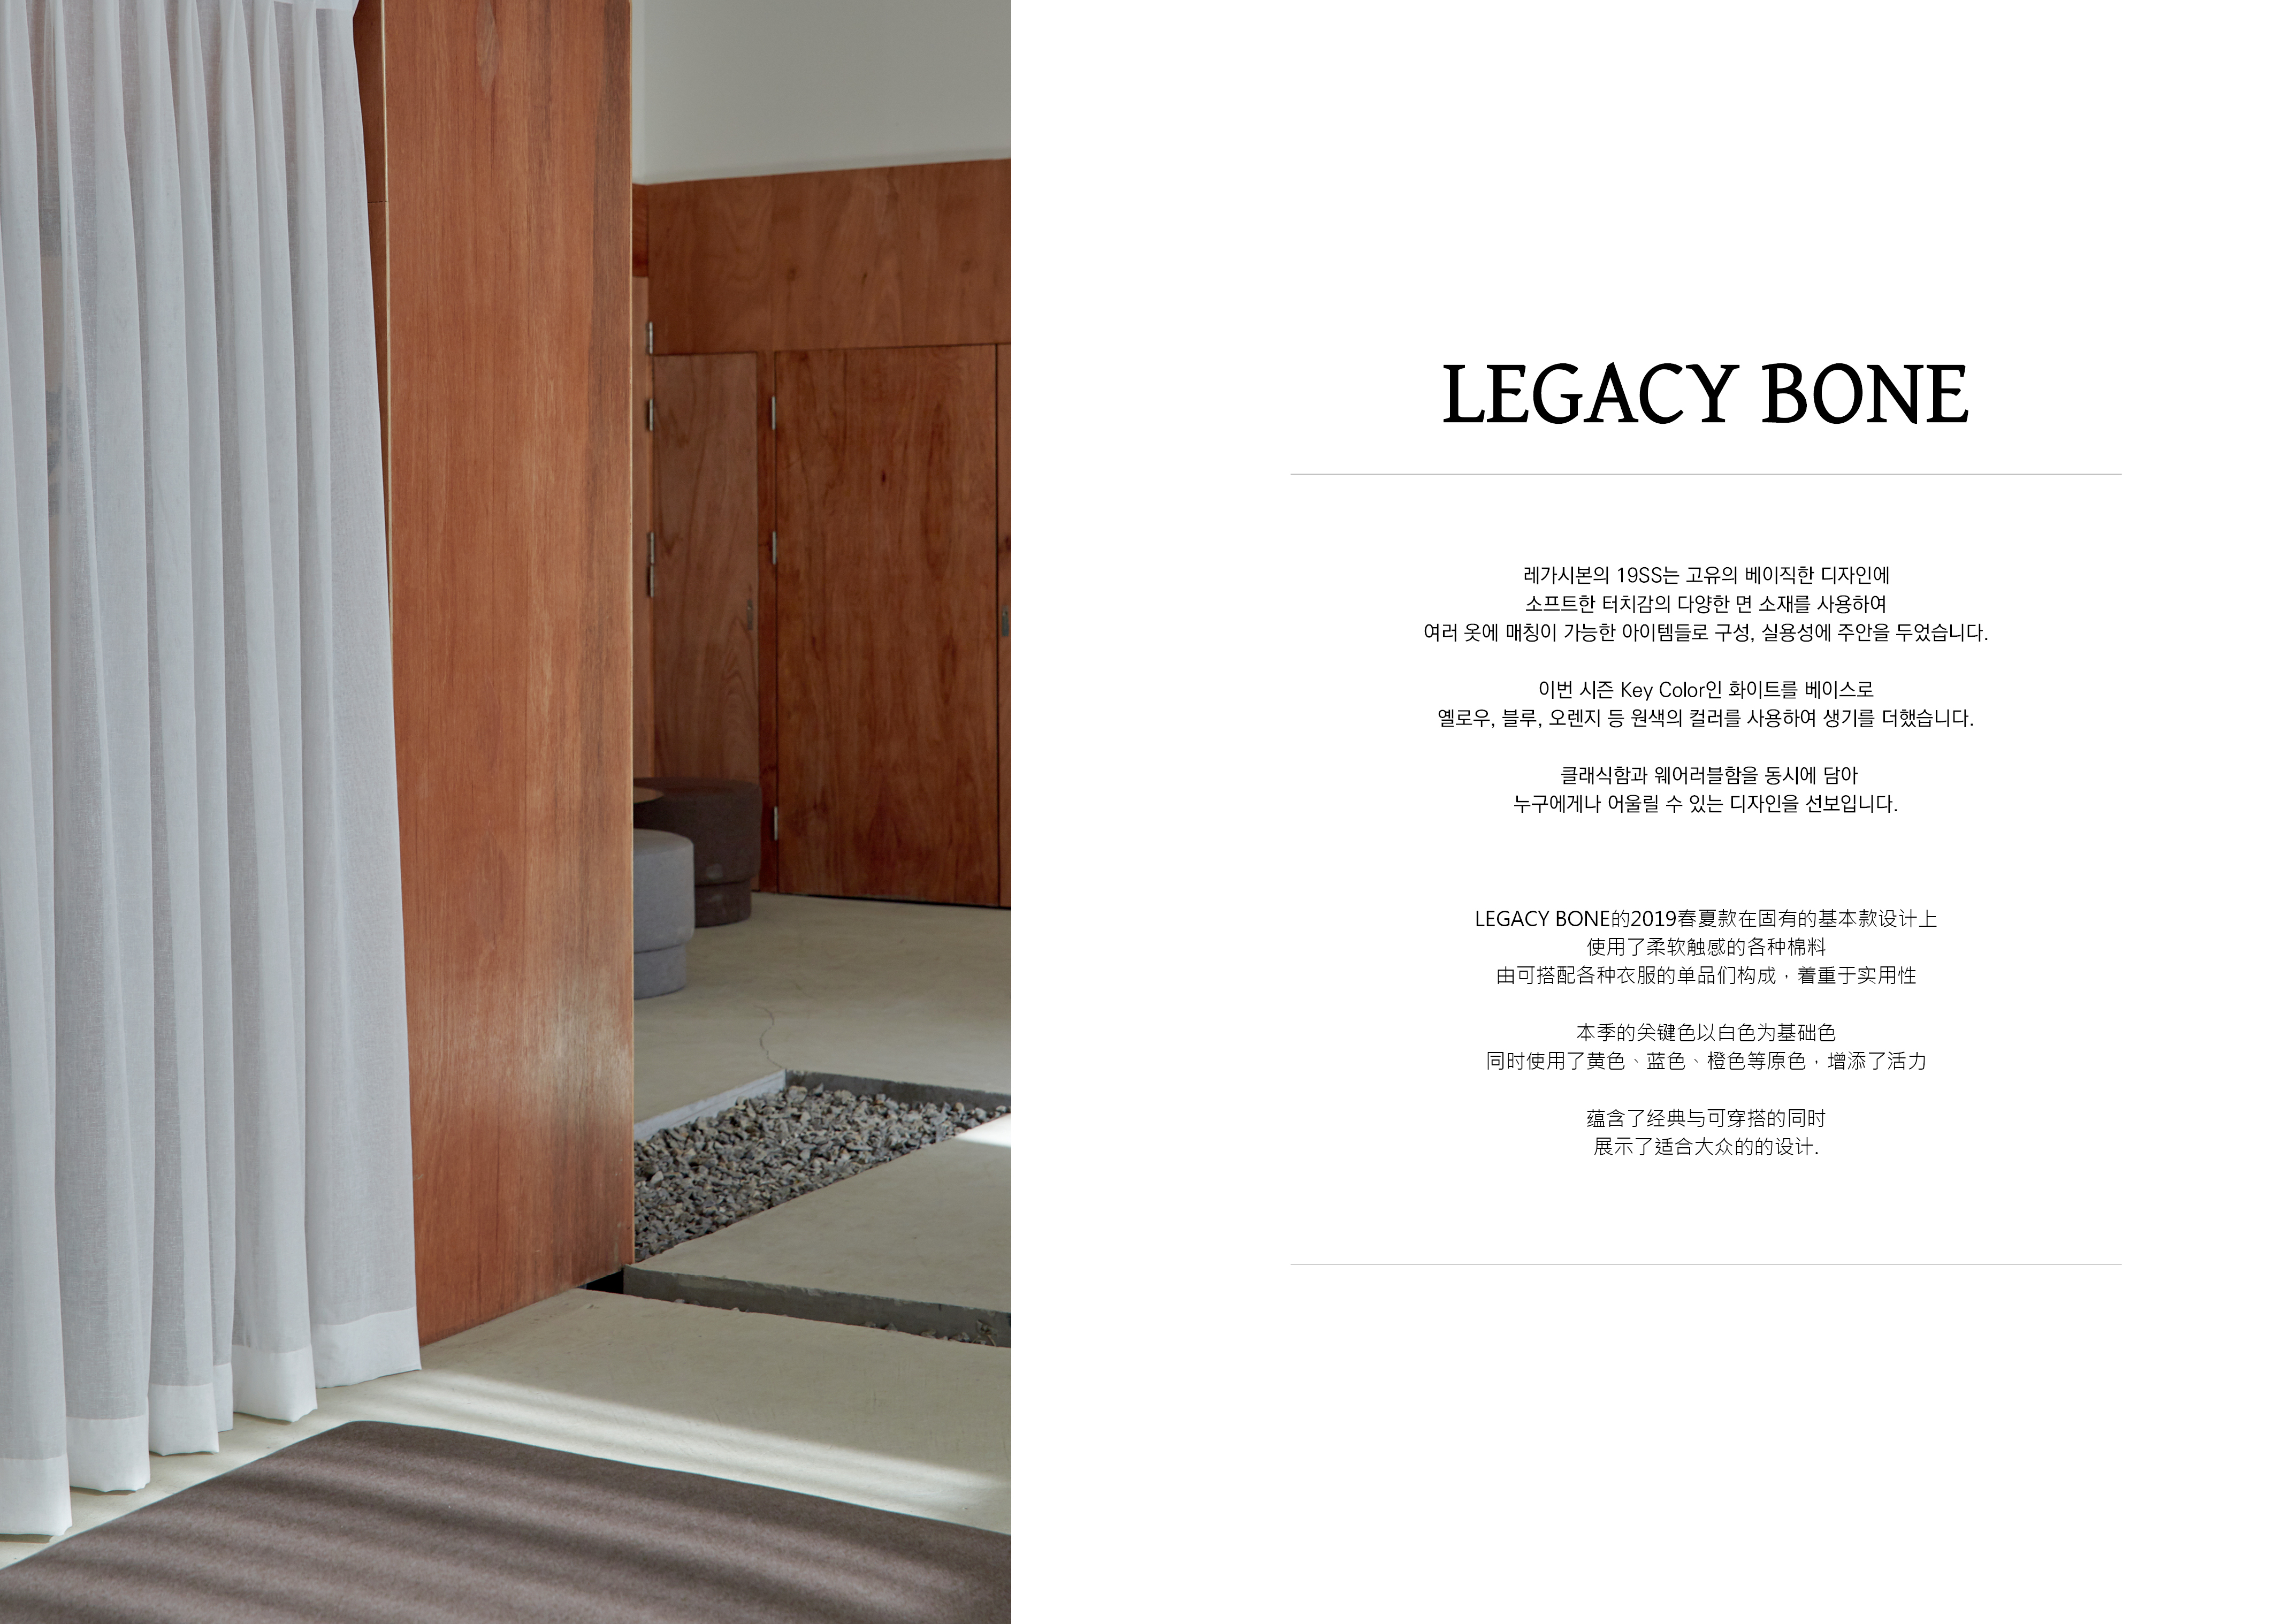 LEGACY BONE
레가시본의 19SS는 고유의 베이직한 디자인에
소프트한 터치감의 다양한 면 소재를 사용하여
여러 옷에 매칭이 가능한 아이템들로 구성, 실용성에 주안을 두었습니다.
이번 시즌 Key Color인 화이트를 베이스로
옐로우, 블루, 오렌지 등 원색의 컬러를 사용하여 생기를 더했습니다.
클래식함과 웨어러블함을 동시에 담아
누구에게나 어울릴 수 있는 디자인을 선보입니다.
LEGACY BONE的2019春夏款在固有的基本款设计上
使用了柔软触感的各种棉料
由可搭配各种衣服的单品们构成，着重于实用性
本季的关键色以白色为基础色
同时使用了黄色、蓝色、橙色等原色，增添了活力
蕴含了经典与可穿搭的同时
展示了适合大众的的设计.